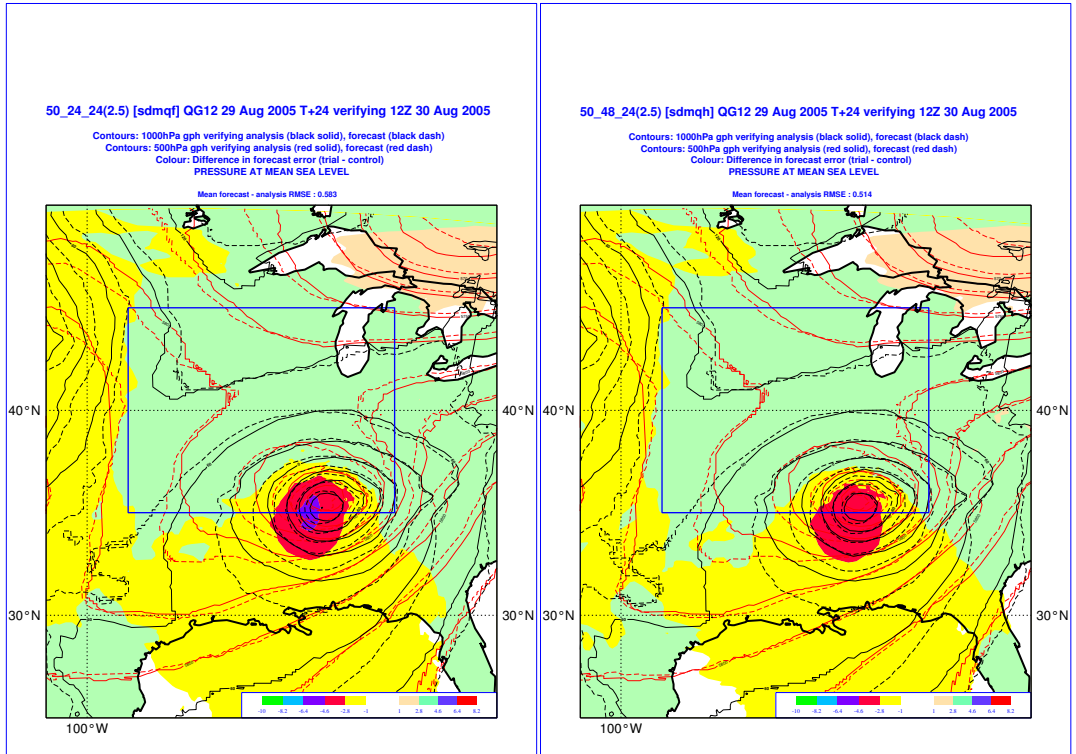 50_24_24(2.5) [sdmqf] QG12 29 Aug 2005 T+24 verifying 12Z 30 Aug 2005
Contours: 1000hPa gph verifying analysis (black solid), forecast (black dash)
Contours: 500hPa gph verifying analysis (red solid), forecast (red dash)
Colour: Difference in forecast error (trial - control)
PRESSURE AT MEAN SEA LEVEL
Mean forecast - analysis RMSE : 0.583
40°N
40°N
30°N
30°N
100°W
-10 -8.2 -6.4 -4.6 -2.8 -1 1 2.8 4.6 6.4 8.2
50_48_24(2.5) [sdmqh] QG12 29 Aug 2005 T+24 verifying 12Z 30 Aug 2005
Contours: 1000hPa gph verifying analysis (black solid), forecast (black dash)
Contours: 500hPa gph verifying analysis (red solid), forecast (red dash)
Colour: Difference in forecast error (trial - control)
PRESSURE AT MEAN SEA LEVEL
Mean forecast - analysis RMSE : 0.514
40°N
40°N
30°N
30°N
100°W
-10 -8.2 -6.4 -4.6 -2.8 -1 1 2.8 4.6 6.4 8.2